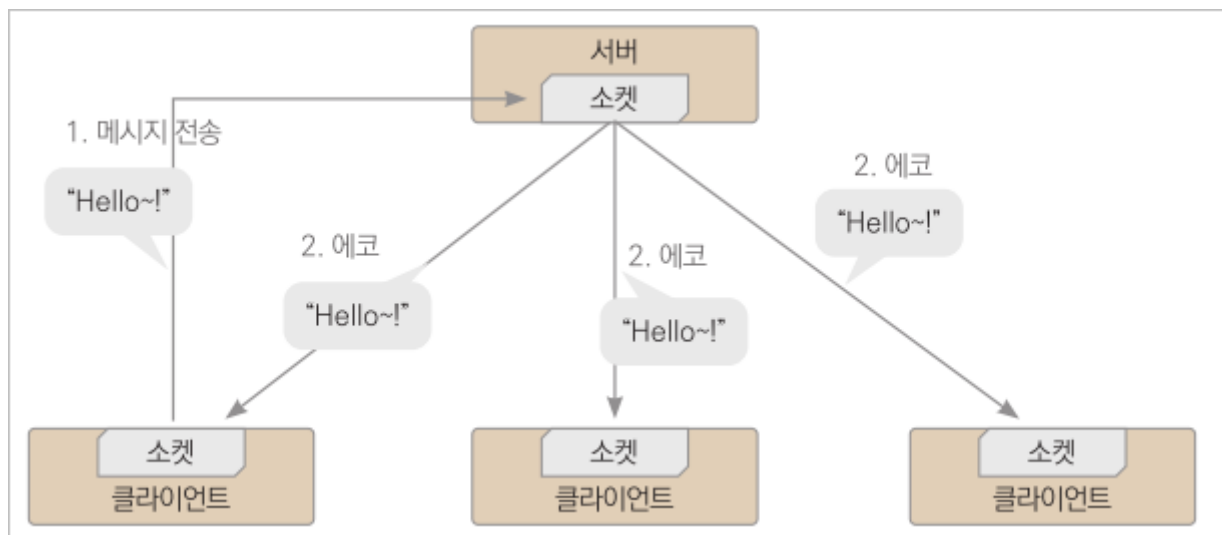 서버
소켓
1. 메시지 전송
“Hello~!”
2. 에코
“Hello~!”
2. 에코
“Hello~!”
2. 에코
“Hello~!”
소켓
클라이언트
소켓
클라이언트
소켓
클라이언트